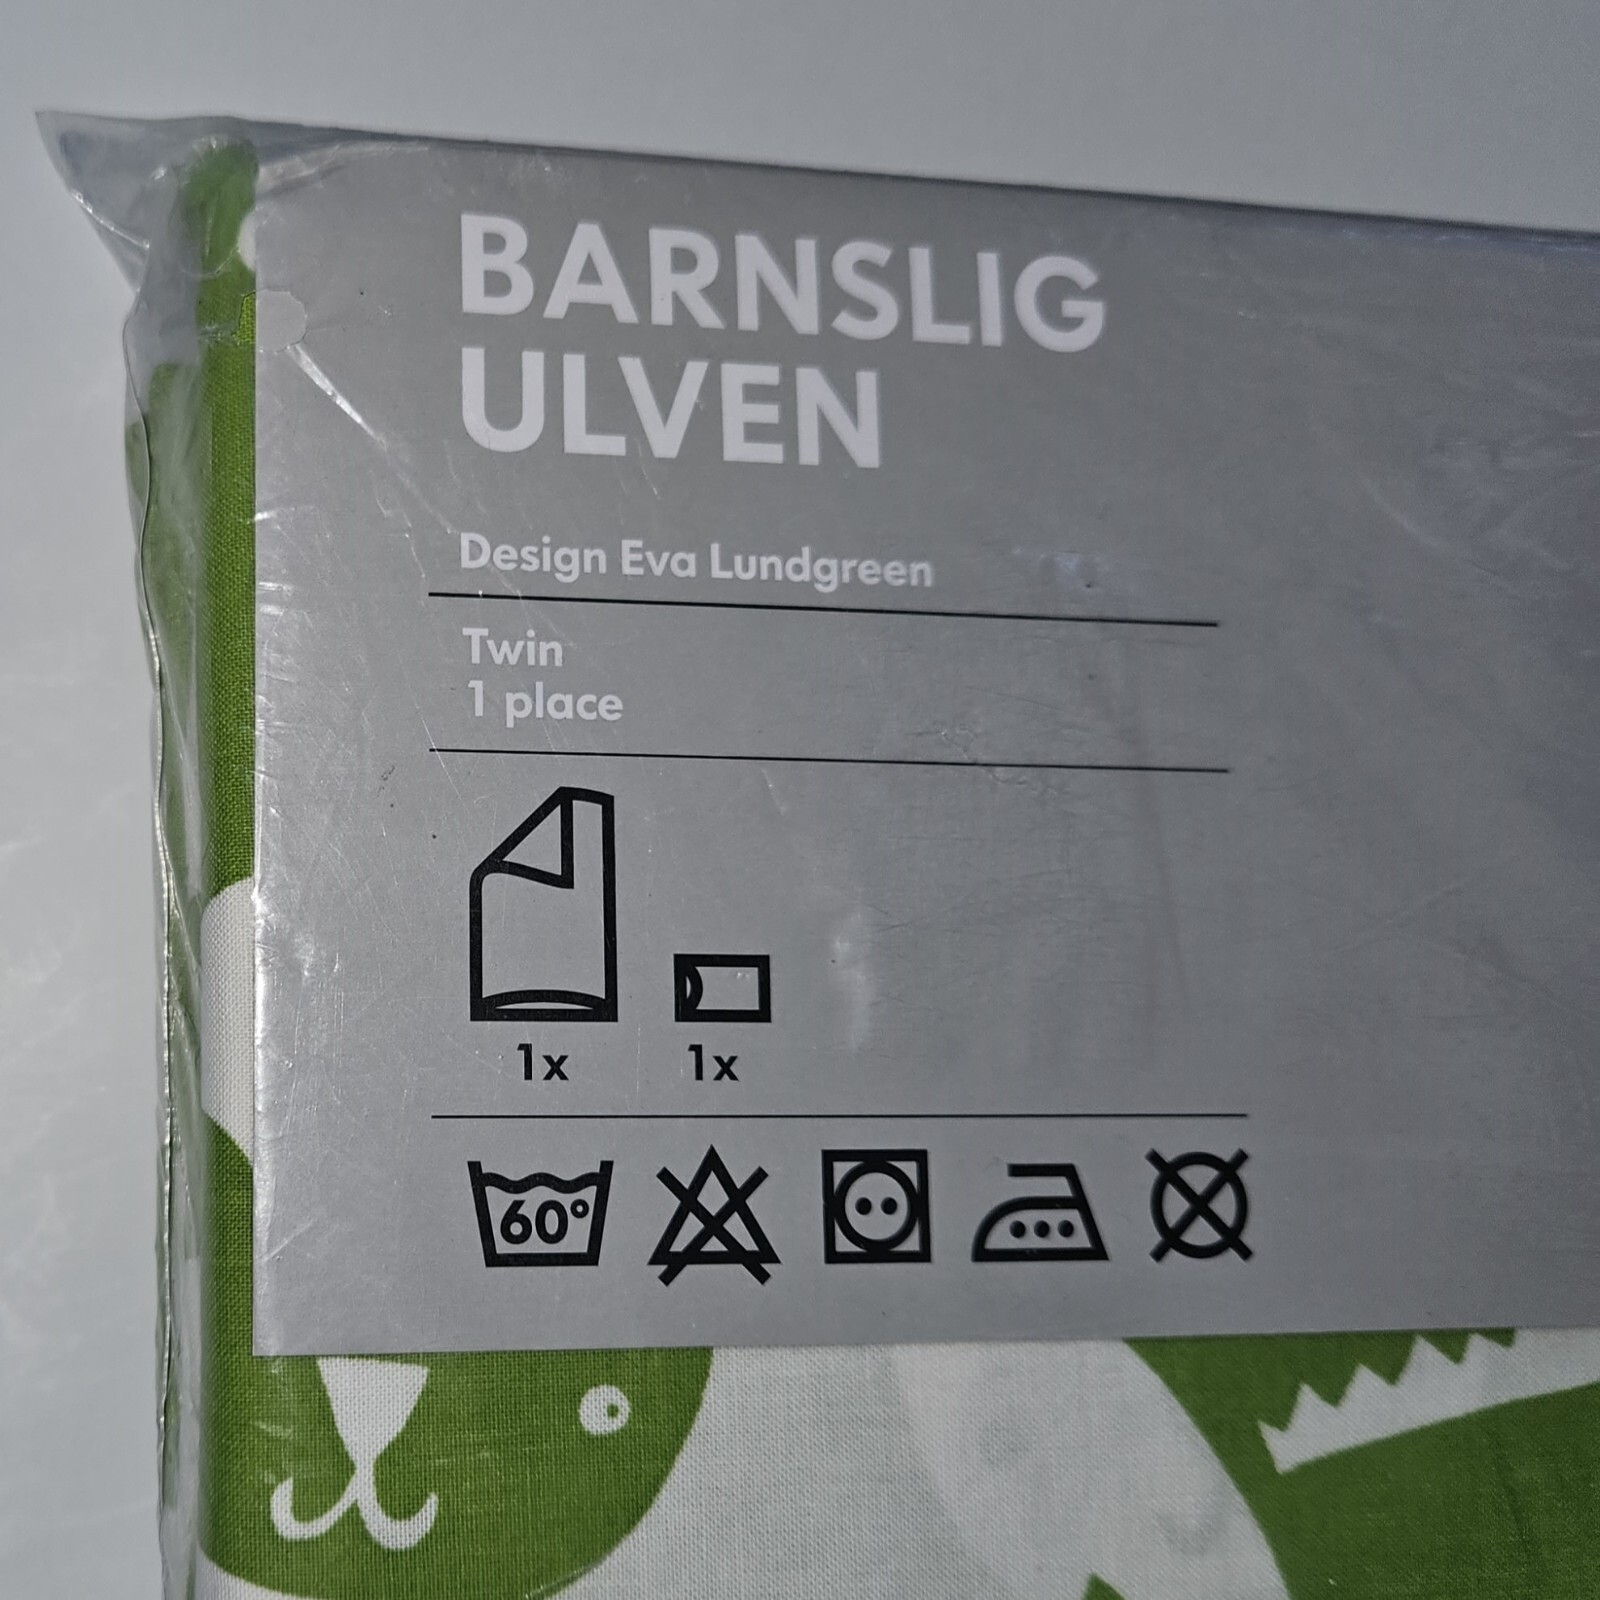 BARNSLIG
ULVEN
Design Eva Lundgreen
Twin
1 place
1x 1x
60°